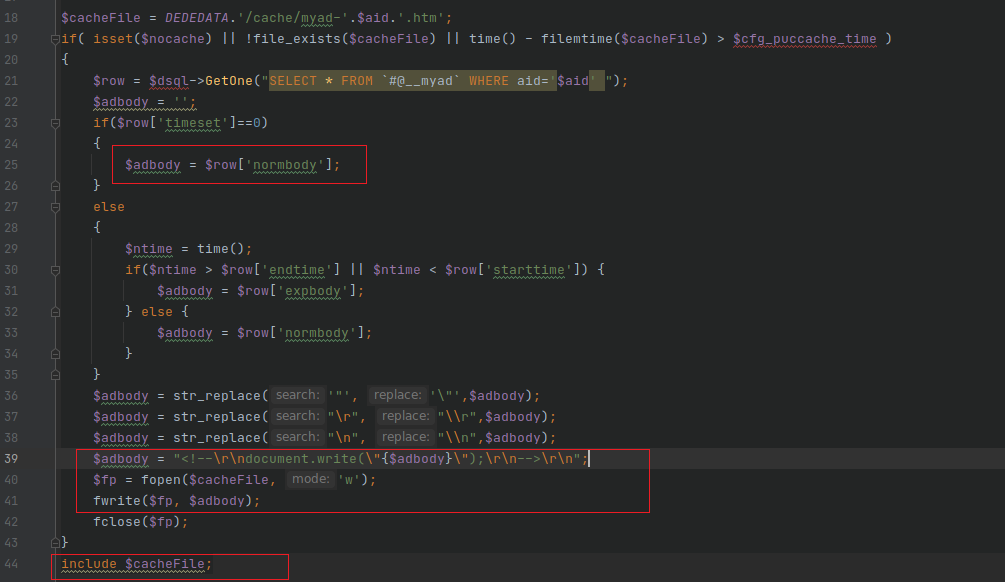 18 $cacheFile = DEDEDATA.'/cache/myad-'.$aid.'.htm';
19 if( isset($nocache) || !file_exists($cacheFile) || time() - filemtime($cacheFile) > $cfg_puccache_time )
20 {
21 $row = $dsql->GetOne("SELECT * FROM `#@__myad` WHERE aid='$aid' ");
22 $adbody = '';
23 if($row['timeset']==0)
24 {
25 $adbody = $row['normbody'];
26 }
27 else
28 {
29 $ntime = time();
30 if($ntime > $row['endtime'] || $ntime < $row['starttime']) {
31 $adbody = $row['expbody'];
32 } else {
33 $adbody = $row['normbody'];
34 }
35 }
36 $adbody = str_replace( search: '"', replace: '\"',$adbody);
37 $adbody = str_replace( search: "\r", replace: "\\r",$adbody);
38 $adbody = str_replace( search: "\n", replace: "\\n",$adbody);
39 $adbody = "<!--\r\ndocument.write(\"{$adbody}\");\r\n-->\r\n";
40 $fp = fopen($cacheFile, mode: 'w');
41 fwrite($fp, $adbody);
42 fclose($fp);
43 }
44 include $cacheFile;